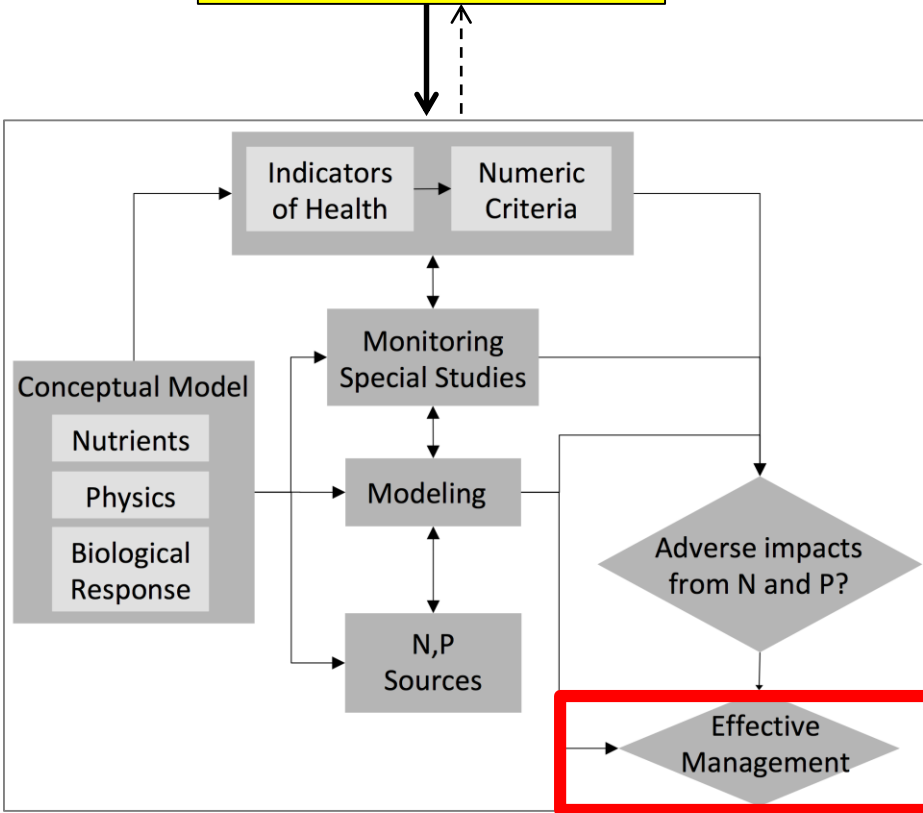 Indicators
of Health
Numeric
Criteria
Monitoring
Special Studies
Conceptual Model
Nutrients
Physics
Biological
Response
Modeling
N,P
Sources
Adverse impacts
from N and P?
Effective
Management